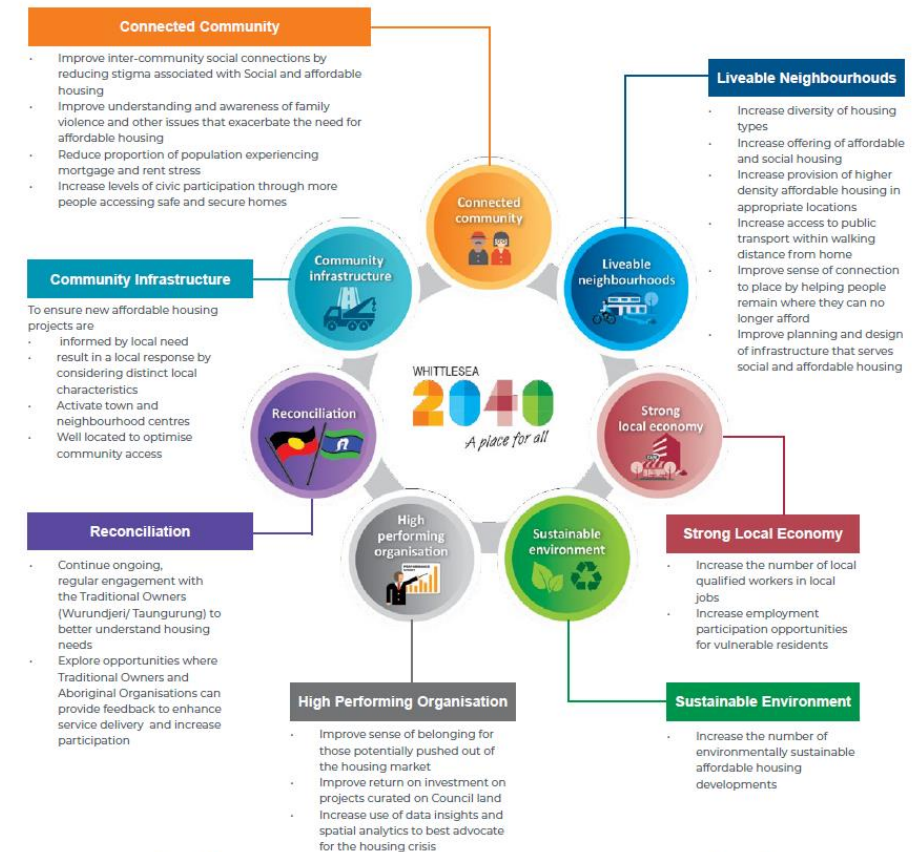 Connected Community
· Improve inter-community social connections by
reducing stigma associated with Social and affordable
housing
· Improve understanding and awareness of family
violence and other issues that exacerbate the need for
affordable housing
· Reduce proportion of population experiencing
mortgage and rent stress
· Increase levels of civic participation through more
people accessing safe and secure homes
Liveable Neighbourhouds
· Increase diversity of housing
types
· Increase offering of affordable
and social housing
· Increase provision of higher
density affordable housing in
appropriate locations
· Increase access to public
transport within walking
distance from home
· Improve sense of connection
to place by helping people
remain where they can no
longer afford
· Improve planning and design
of infrastructure that serves
social and affordable housing
Connected
community
Community
infrastructure
Liveable
neighbourhoods
Community Infrastructure
To ensure new affordable housing
projects are
· informed by local need
· result in a local response by
considering distinct local
characteristics
· Activate town and
neighbourhood centres
· Well located to optimise
community access
WHITTLESEA
2040
A place for all
Reconciliation
Strong
local economy
High
performing
organisation
Sustainable
environment
Reconciliation
· Continue ongoing,
regular engagement with
the Traditional Owners
(Wurundjeri/ Taungurung) to
better understand housing
needs
· Explore opportunities where
Traditional Owners and
Aboriginal Organisations can
provide feedback to enhance
service delivery and increase
participation
Strong Local Economy
· Increase the number of local
qualified workers in local
jobs
· Increase employment
participation opportunities
for vulnerable residents
High Performing Organisation
· Improve sense of belonging for
those potentially pushed out of
the housing market
· Improve return on investment on
projects curated on Council land
· Increase use of data insights and
spatial analytics to best advocate
for the housing crisis
Sustainable Environment
· Increase the number of
environmentally sustainable
affordable housing
developments